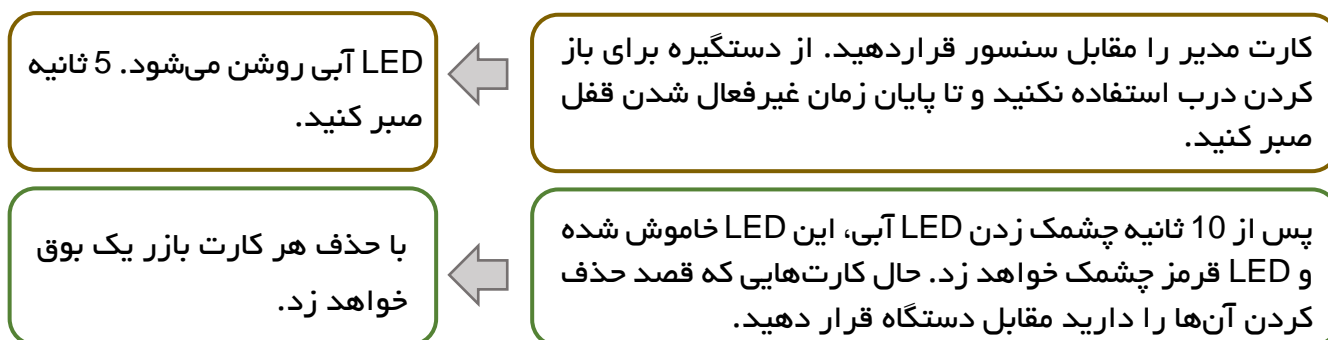 کارت مدیر را مقابل سنسور قراردهید. از دستگیره برای باز
کردن درب استفاده نکنید و تا پایان زمان غیرفعال شدن قفل
صبر کنید.
LED آبی روشن می‌شود. 5 ثانیه
صبر کنید.
پس از 10 ثانیه چشمک زدن LED آبی، این LED خاموش شده
و LED قرمز چشمک خواهد زد. حال کارت‌هایی که قصد حذف
کردن آن‌ها را دارید مقابل دستگاه قرار دهید.
با حذف هر کارت بازر یک بوق
خواهد زد.